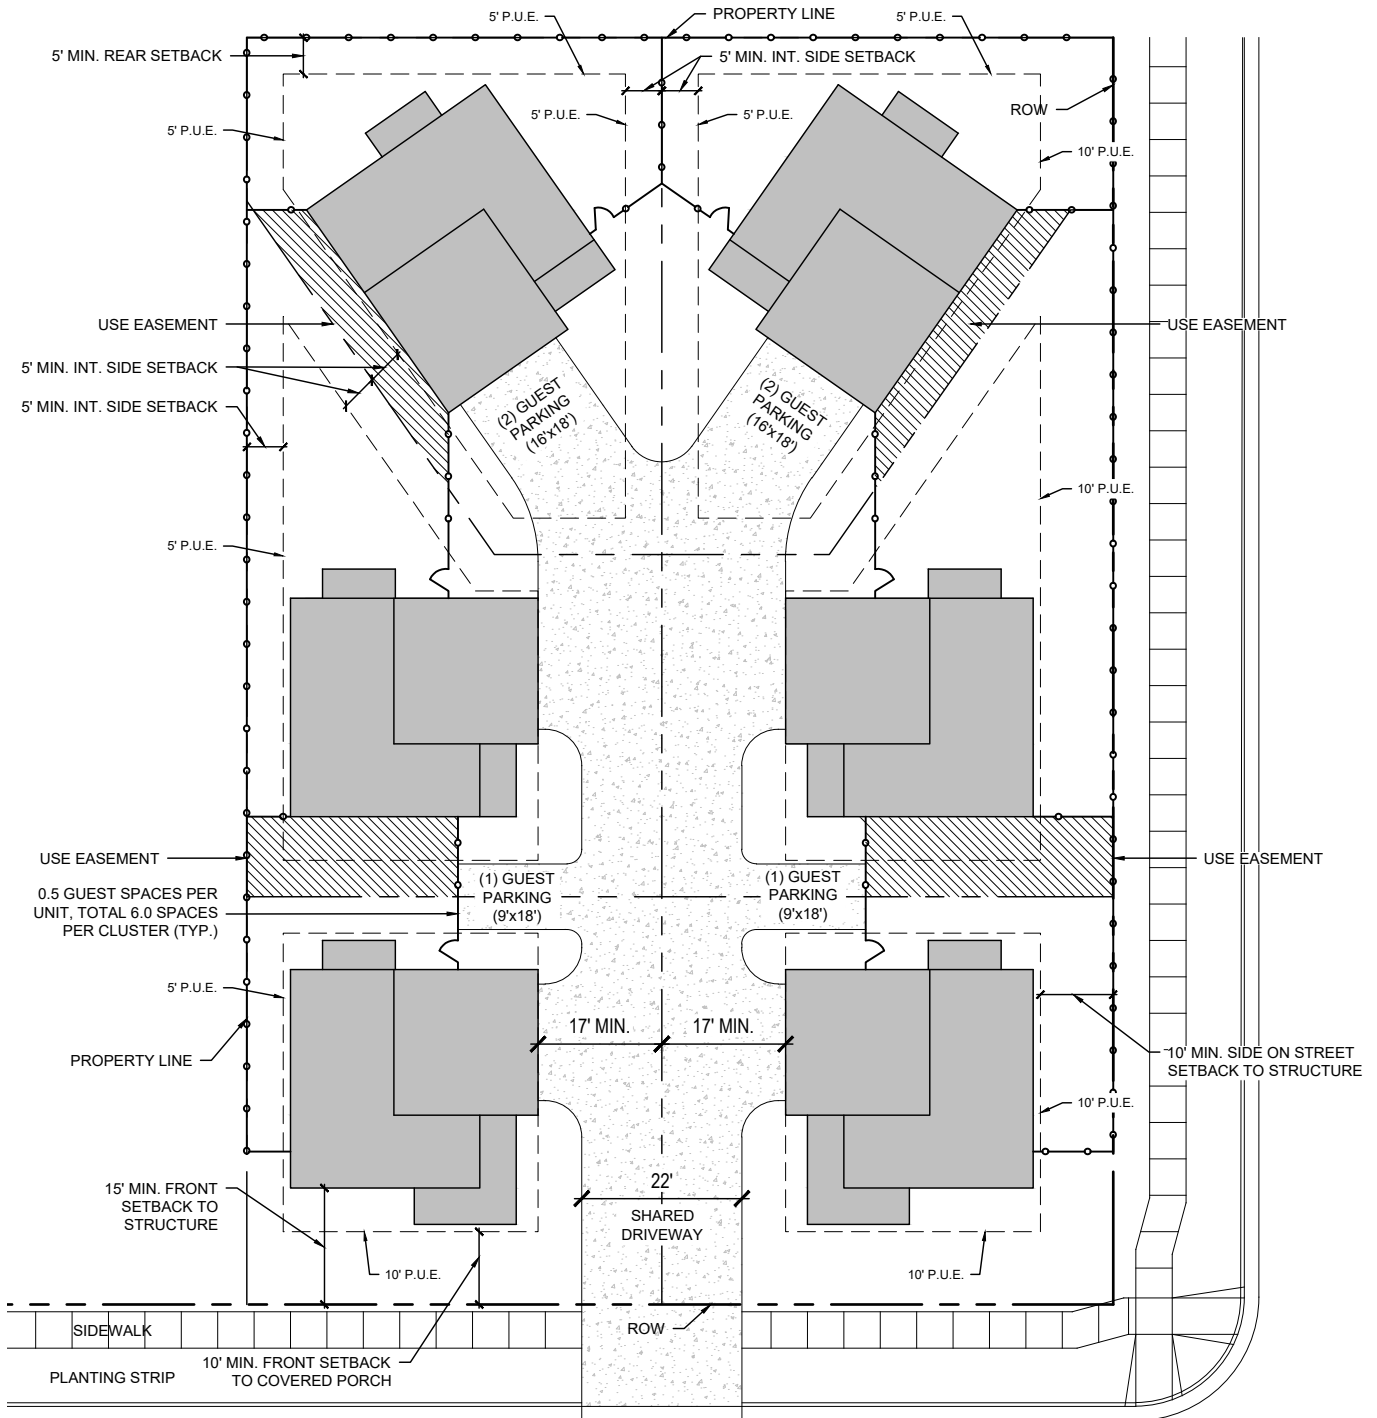 5' P.U.E.
PROPERTY LINE
5' P.U.E.
5' MIN. REAR SETBACK
5' MIN. INT. SIDE SETBACK
ROW
5' P.U.E.
5' P.U.E.
5' P.U.E.
10' P.U.E.
USE EASEMENT
USE EASEMENT
5' MIN. INT. SIDE SETBACK
5' MIN. INT. SIDE SETBACK
(2) GUEST
PARKING
(16'x18')
(2) GUEST
PARKING
(16'x18')
10' P.U.E.
5' P.U.E.
USE EASEMENT
USE EASEMENT
0.5 GUEST SPACES PER
UNIT, TOTAL 6.0 SPACES
PER CLUSTER (TYP.)
(1) GUEST
PARKING
(9'x18')
(1) GUEST
PARKING
(9'x18')
5' P.U.E.
17' MIN.
17' MIN.
PROPERTY LINE
10' MIN. SIDE ON STREET
SETBACK TO STRUCTURE
10' P.U.E.
15' MIN. FRONT
SETBACK TO
STRUCTURE
22'
SHARED
DRIVEWAY
10' P.U.E.
10' P.U.E.
SIDEWALK
ROW
10' MIN. FRONT SETBACK
TO COVERED PORCH
PLANTING STRIP